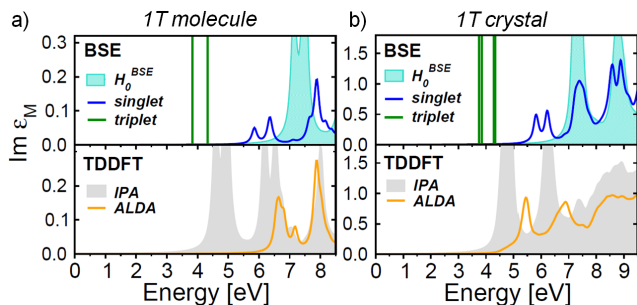 a) 1T molecule
BSE
H₀ᴮˢᴱ
singlet
triplet
0.3
0.2
0.1
0.0
TDDFT
IPA
ALDA
0.2
0.1
0.0
0 1 2 3 4 5 6 7 8
Energy [eV]
Im εM
b) 1T crystal
BSE
H₀ᴮˢᴱ
singlet
triplet
1.5
1.0
0.5
0.0
TDDFT
IPA
ALDA
1.5
1.0
0.5
0.0
0 1 2 3 4 5 6 7 8 9
Energy [eV]